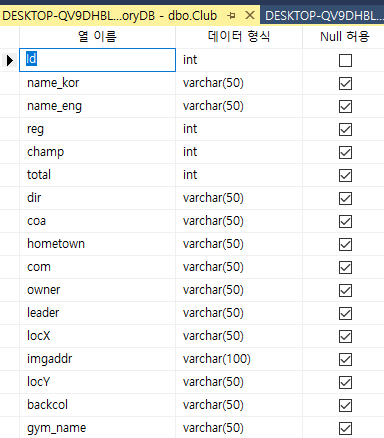 DESKTOP-QV9DHBL...oryDB - dbo.Club DESKTOP-QV9DHBL
열 이름 데이터 형식 Null 허용
Id int
name_kor varchar(50)
name_eng varchar(50)
reg int
champ int
total int
dir varchar(50)
coa varchar(50)
hometown varchar(50)
com varchar(50)
owner varchar(50)
leader varchar(50)
locX varchar(50)
imgaddr varchar(100)
locY varchar(50)
backcol varchar(50)
gym_name varchar(50)